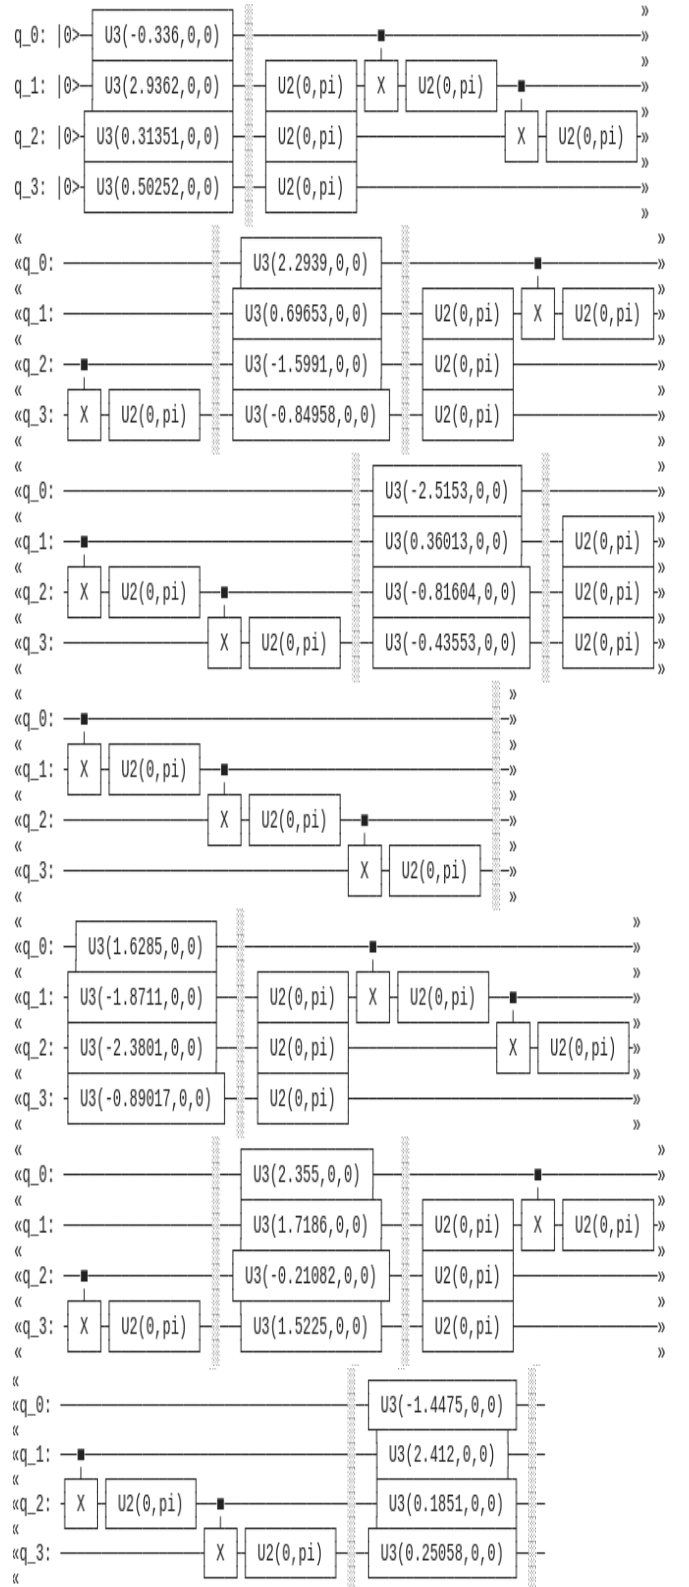 »
q_0: |0> U3(-0.336,0,0) »
»
q_1: |0> U3(2.9362,0,0) U2(0,pi) X U2(0,pi) »
»
q_2: |0> U3(0.31351,0,0) U2(0,pi) X U2(0,pi) »
»
q_3: |0> U3(0.50252,0,0) U2(0,pi) »
»
« »
«q_0: U3(2.2939,0,0) »
« »
«q_1: U3(0.69653,0,0) U2(0,pi) X U2(0,pi) »
« »
«q_2: U3(-1.5991,0,0) U2(0,pi) »
« »
«q_3: X U2(0,pi) U3(-0.84958,0,0) U2(0,pi) »
« »
« »
«q_0: U3(-2.5153,0,0) »
« »
«q_1: U3(0.36013,0,0) U2(0,pi) »
« »
«q_2: X U2(0,pi) U3(-0.81604,0,0) U2(0,pi) »
« »
«q_3: X U2(0,pi) U3(-0.43553,0,0) U2(0,pi) »
« »
« »
«q_0: »
« »
«q_1: X U2(0,pi) »
« »
«q_2: X U2(0,pi) »
« »
«q_3: X U2(0,pi) »
« »
« »
«q_0: U3(1.6285,0,0) »
« »
«q_1: U3(-1.8711,0,0) U2(0,pi) X U2(0,pi) »
« »
«q_2: U3(-2.3801,0,0) U2(0,pi) X U2(0,pi) »
« »
«q_3: U3(-0.89017,0,0) U2(0,pi) »
« »
« »
«q_0: U3(2.355,0,0) »
« »
«q_1: U3(1.7186,0,0) U2(0,pi) X U2(0,pi) »
« »
«q_2: U3(-0.21082,0,0) U2(0,pi) »
« »
«q_3: X U2(0,pi) U3(1.5225,0,0) U2(0,pi) »
« »
«
«q_0: U3(-1.4475,0,0)
«
«q_1: U3(2.412,0,0)
«
«q_2: X U2(0,pi) U3(0.1851,0,0)
«
«q_3: X U2(0,pi) U3(0.25058,0,0)
«